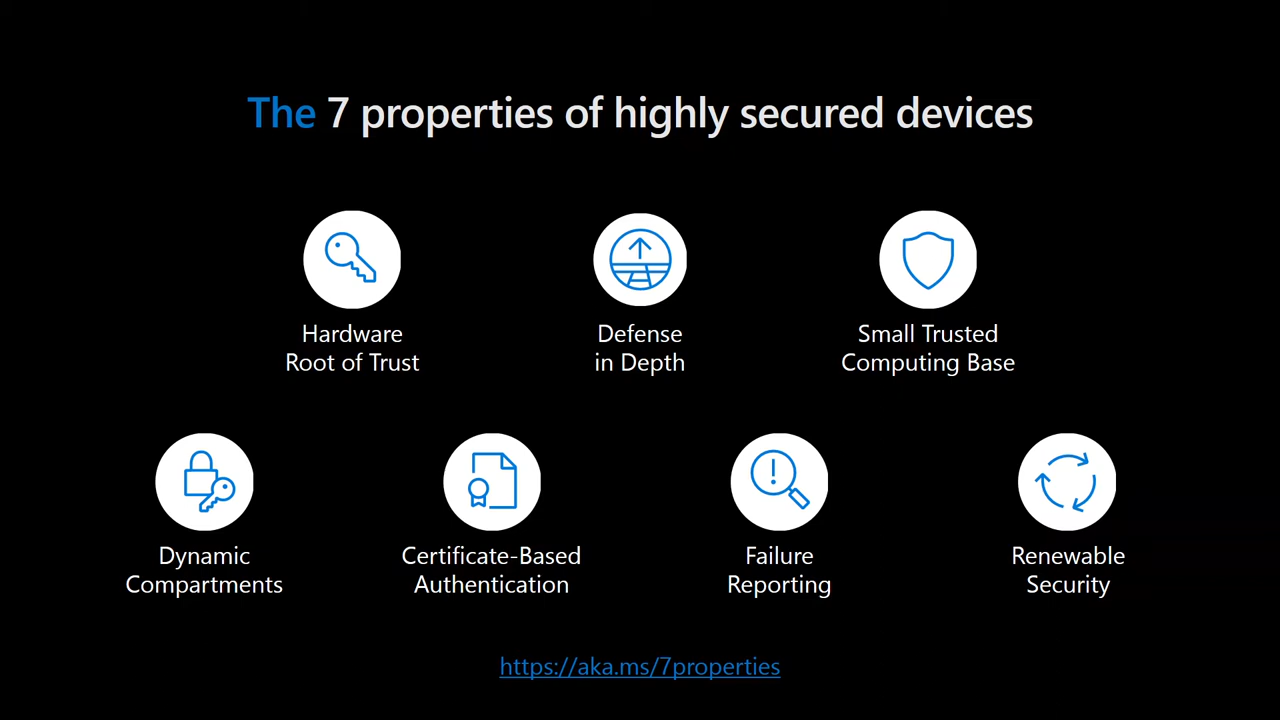 The 7 properties of highly secured devices
Hardware
Root of Trust
Defense
in Depth
Small Trusted
Computing Base
Dynamic
Compartments
Certificate-Based
Authentication
Failure
Reporting
Renewable
Security
https://aka.ms/7properties